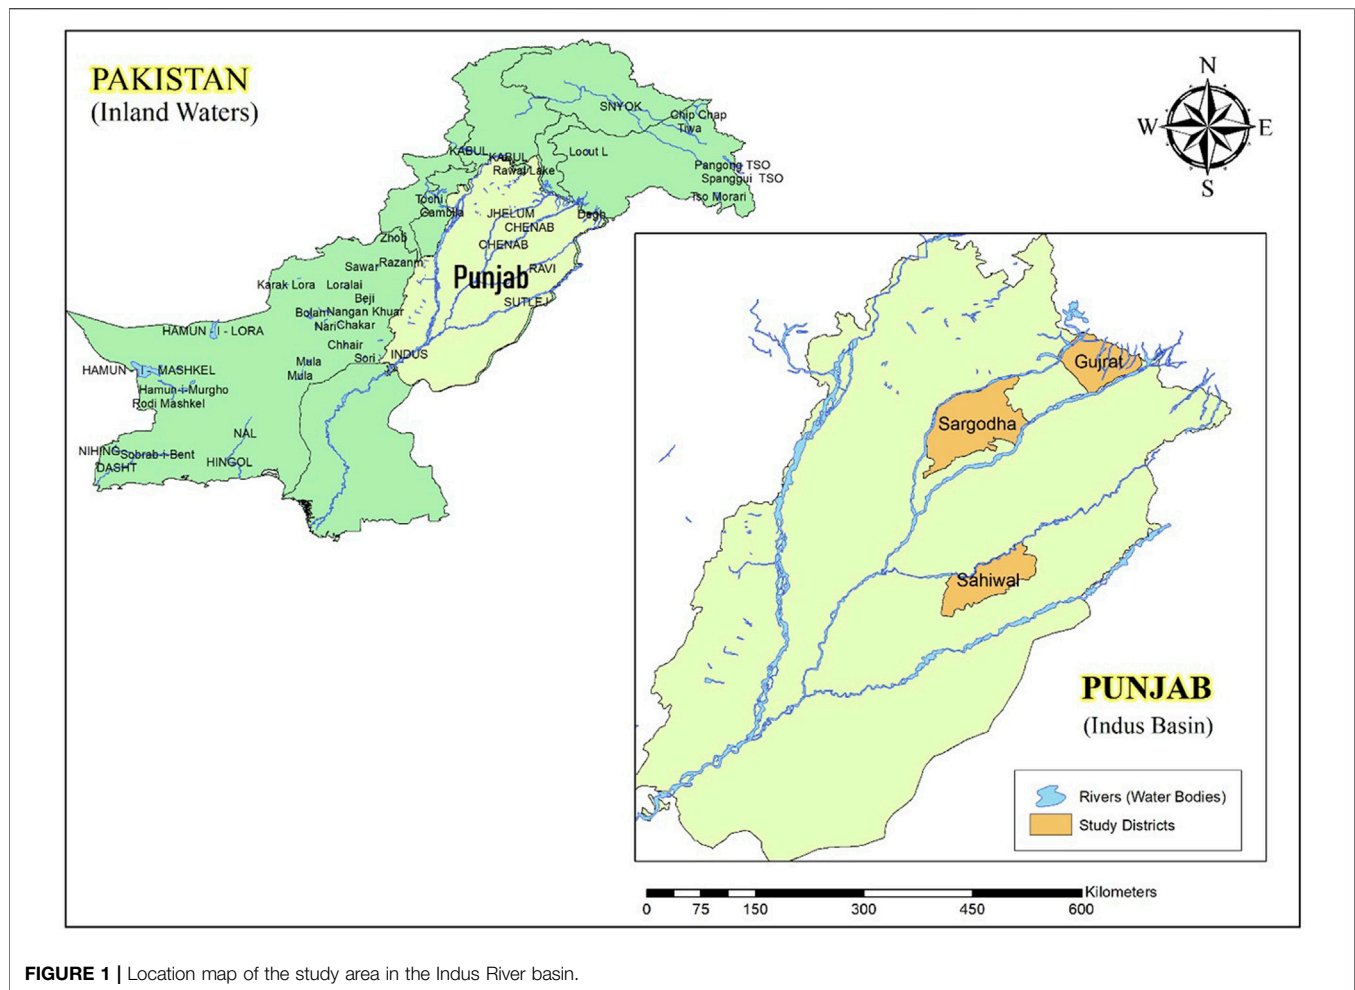 PAKISTAN
(Inland Waters)
N
W
E
S
SNYOK
Chip Chap
Tiwa
KABUL
KABUL
Locut L
Rawal Lake
Pangong TSO
Spanggui TSO
Tso Morari
Tochi
Gambila
JHELUM
Degh
CHENAB
Zhob
CHENAB
Razanm
Sawar
RAVI
Punjab
Karak Lora
Loralai
Beji
SUTLEJ
Bolan
Nangan Khuar
Nari
Chakar
HAMUN - I - LORA
Chhair
INDUS
Sori
Mula
Mula
HAMUN - I - MASHKEL
Hamun-i-Murgho
Rodi Mashkel
NAL
NIHING
Sobrab-i-Bent
HINGOL
DASHT
Gujrat
Sargodha
Sahiwal
PUNJAB
(Indus Basin)
Rivers (Water Bodies)
Study Districts
Kilometers
0 75 150 300 450 600
FIGURE 1 | Location map of the study area in the Indus River basin.